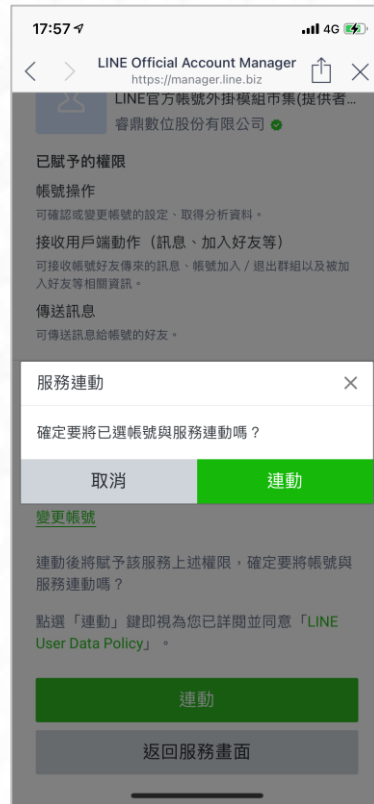 17:57
4G
LINE Official Account Manager
https://manager.line.biz
LINE官方帳號外掛模組市集(提供者...
睿鼎數位股份有限公司
已賦予的權限
帳號操作
可確認或變更帳號的設定、取得分析資料。
接收用戶端動作（訊息、加入好友等）
可接收帳號好友傳來的訊息、帳號加入／退出群組以及被加
入好友等相關資訊。
傳送訊息
可傳送訊息給帳號的好友。
服務連動
確定要將已選帳號與服務連動嗎？
取消
連動
變更帳號
連動後將賦予該服務上述權限，確定要將帳號與
服務連動嗎？
點選「連動」鍵即視為您已詳閱並同意「LINE
User Data Policy」。
連動
返回服務畫面